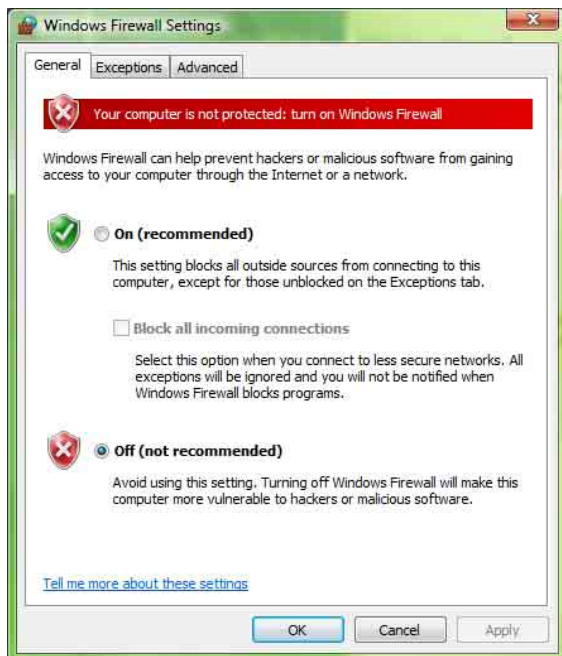 Windows Firewall Settings
General Exceptions Advanced
Your computer is not protected: turn on Windows Firewall
Windows Firewall can help prevent hackers or malicious software from gaining
access to your computer through the Internet or a network.
On (recommended)
This setting blocks all outside sources from connecting to this
computer, except for those unblocked on the Exceptions tab.
Block all incoming connections
Select this option when you connect to less secure networks. All
exceptions will be ignored and you will not be notified when
Windows Firewall blocks programs.
Off (not recommended)
Avoid using this setting. Turning off Windows Firewall will make this
computer more vulnerable to hackers or malicious software.
Tell me more about these settings
OK Cancel Apply